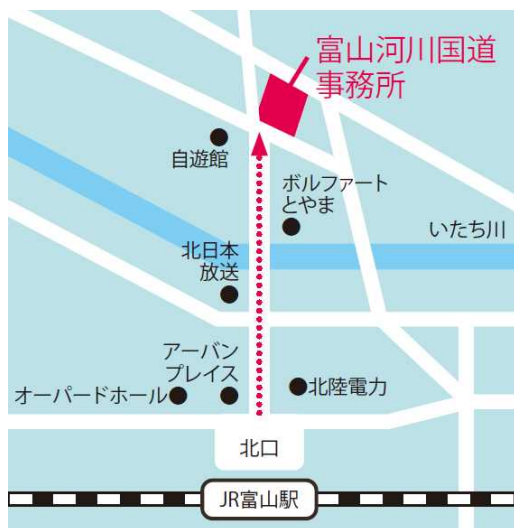 富山河川国道
事務所
自遊館
ボルファート
とやま
いたち川
北日本
放送
アーバン
プレイス
オーパードホール
北陸電力
北口
JR富山駅